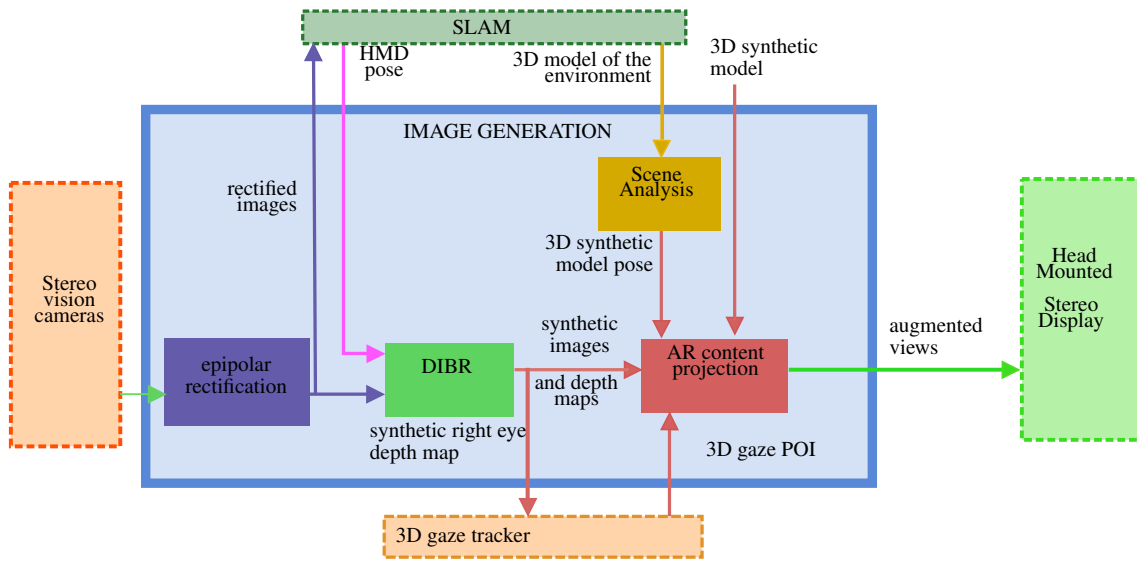 SLAM
HMD
pose
3D model of the
environment
3D synthetic
model
IMAGE GENERATION
rectified
images
Scene
Analysis
3D synthetic
model pose
Stereo
vision
cameras
epipolar
rectification
DIBR
synthetic
images
and depth
maps
AR content
projection
augmented
views
Head
Mounted
Stereo
Display
synthetic right eye
depth map
3D gaze POI
3D gaze tracker